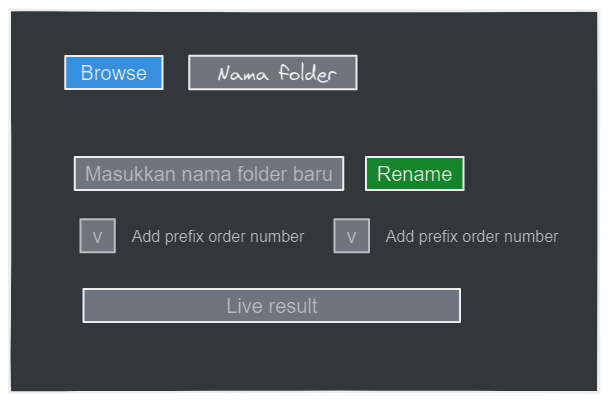 Browse
Nama folder
Masukkan nama folder baru
Rename
v Add prefix order number
v Add prefix order number
Live result